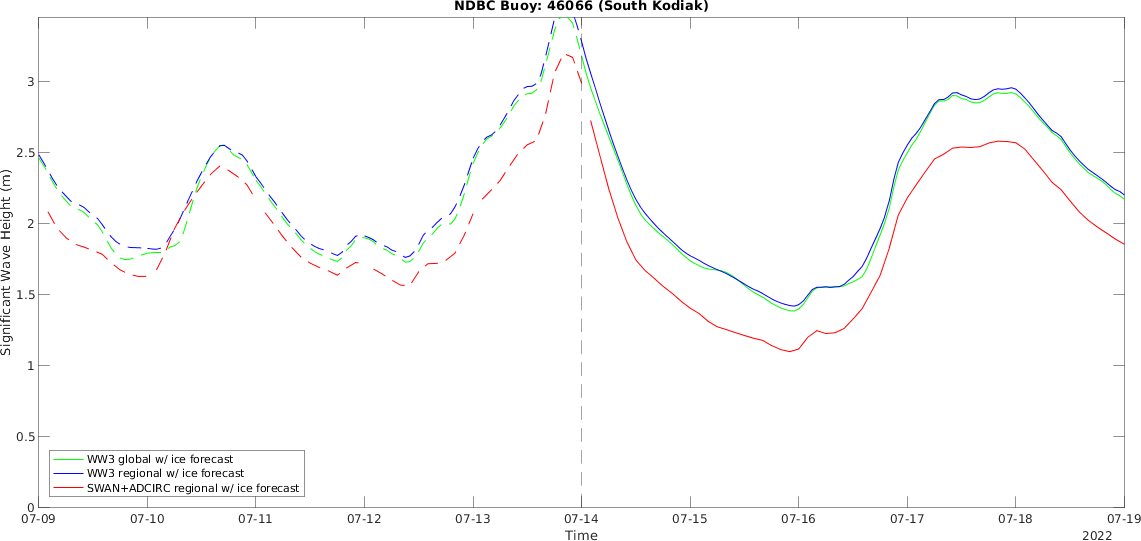 NDBC Buoy: 46066 (South Kodiak)
Significant Wave Height (m)
3
2.5
2
1.5
1
0.5
0
WW3 global w/ ice forecast
WW3 regional w/ ice forecast
SWAN+ADCIRC regional w/ ice forecast
07-09 07-10 07-11 07-12 07-13 07-14 07-15 07-16 07-17 07-18 07-19
Time
2022